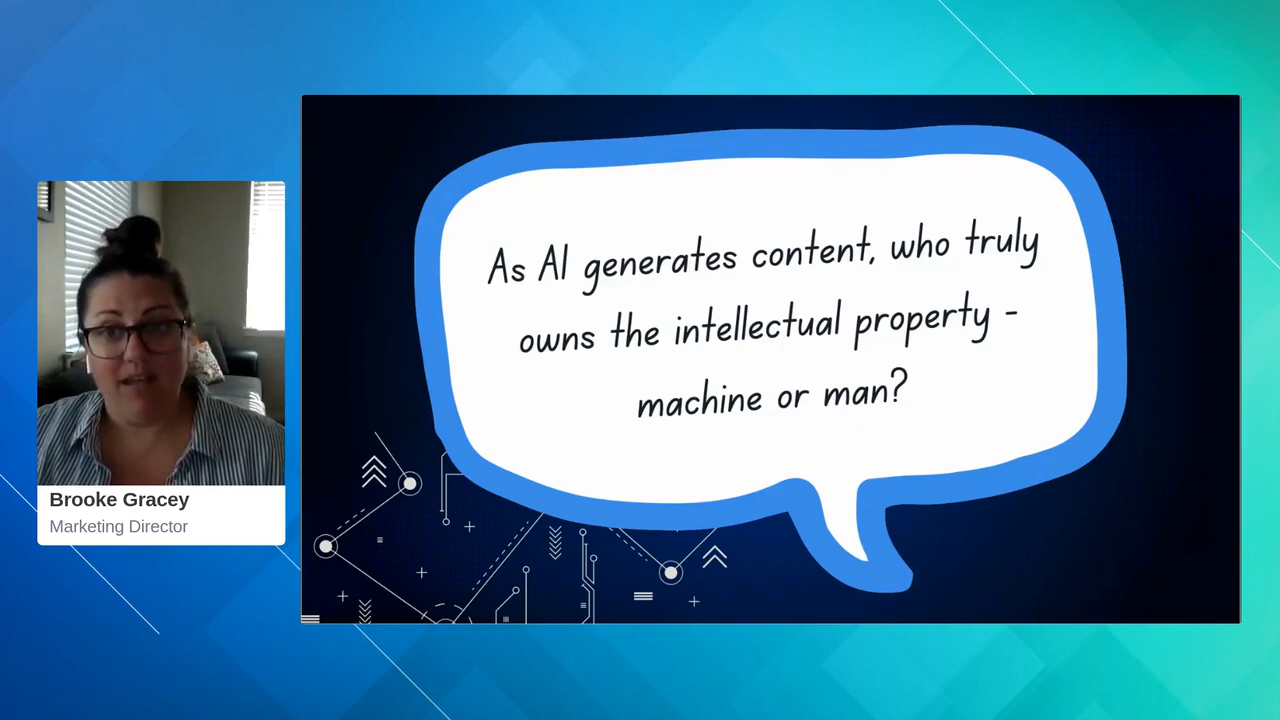 As AI generates content, who truly
owns the intellectual property -
machine or man?
Brooke Gracey
Marketing Director